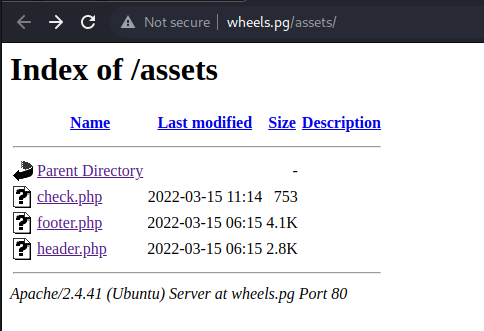 Not secure | wheels.pg/assets/
Index of /assets
Name Last modified Size Description
Parent Directory -
check.php 2022-03-15 11:14 753
footer.php 2022-03-15 06:15 4.1K
header.php 2022-03-15 06:15 2.8K
Apache/2.4.41 (Ubuntu) Server at wheels.pg Port 80